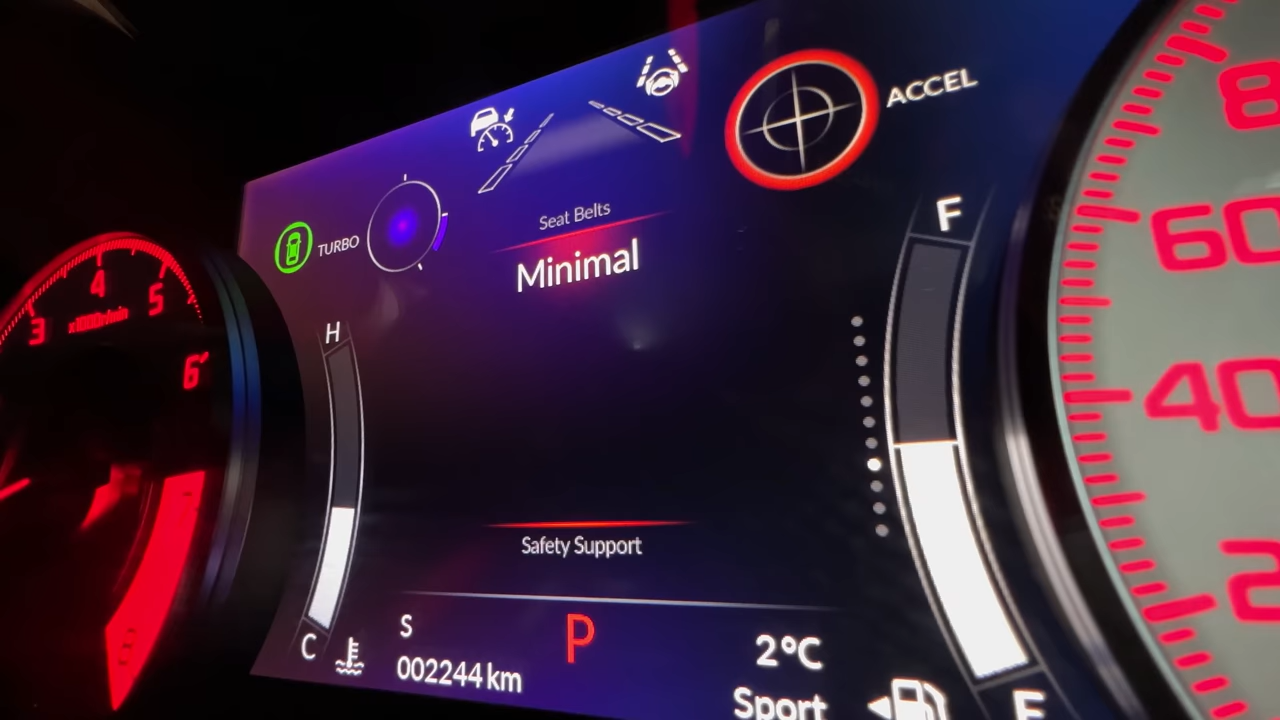 ACCEL
TURBO
Seat Belts
Minimal
F
H
3
4
5
6
x1000r/min
8
60
40
2
Safety Support
C
S
P
2°C
002244 km
Sport
E